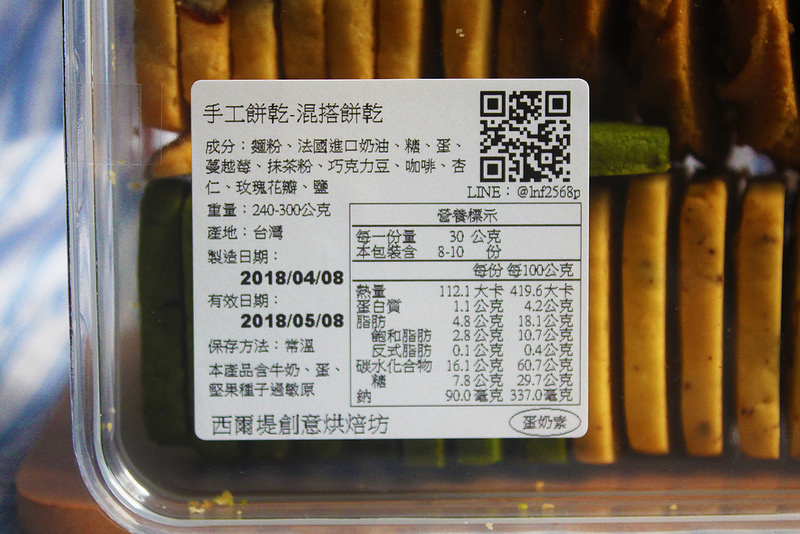 手工餅乾-混搭餅乾
成分：麵粉、法國進口奶油、糖、蛋、
蔓越莓、抹茶粉、巧克力豆、咖啡、杏
仁、玫瑰花瓣、鹽
LINE：@lnf2568p
重量：240-300公克
產地：台灣
製造日期：
2018/04/08
有效日期：
2018/05/08
保存方法：常溫
本產品含牛奶、蛋、
堅果種子過敏原
營養標示
每一份量 30 公克
本包裝含 8-10 份
每份 每100公克
熱量 112.1 大卡 419.6大卡
蛋白質 1.1公克 4.2公克
脂肪 4.8公克 18.1公克
飽和脂肪 2.8公克 10.7公克
反式脂肪 0.1公克 0.4公克
碳水化合物 16.1公克 60.7公克
糖 7.8公克 29.7公克
鈉 90.0毫克 337.0毫克
西爾堤創意烘焙坊
蛋奶素